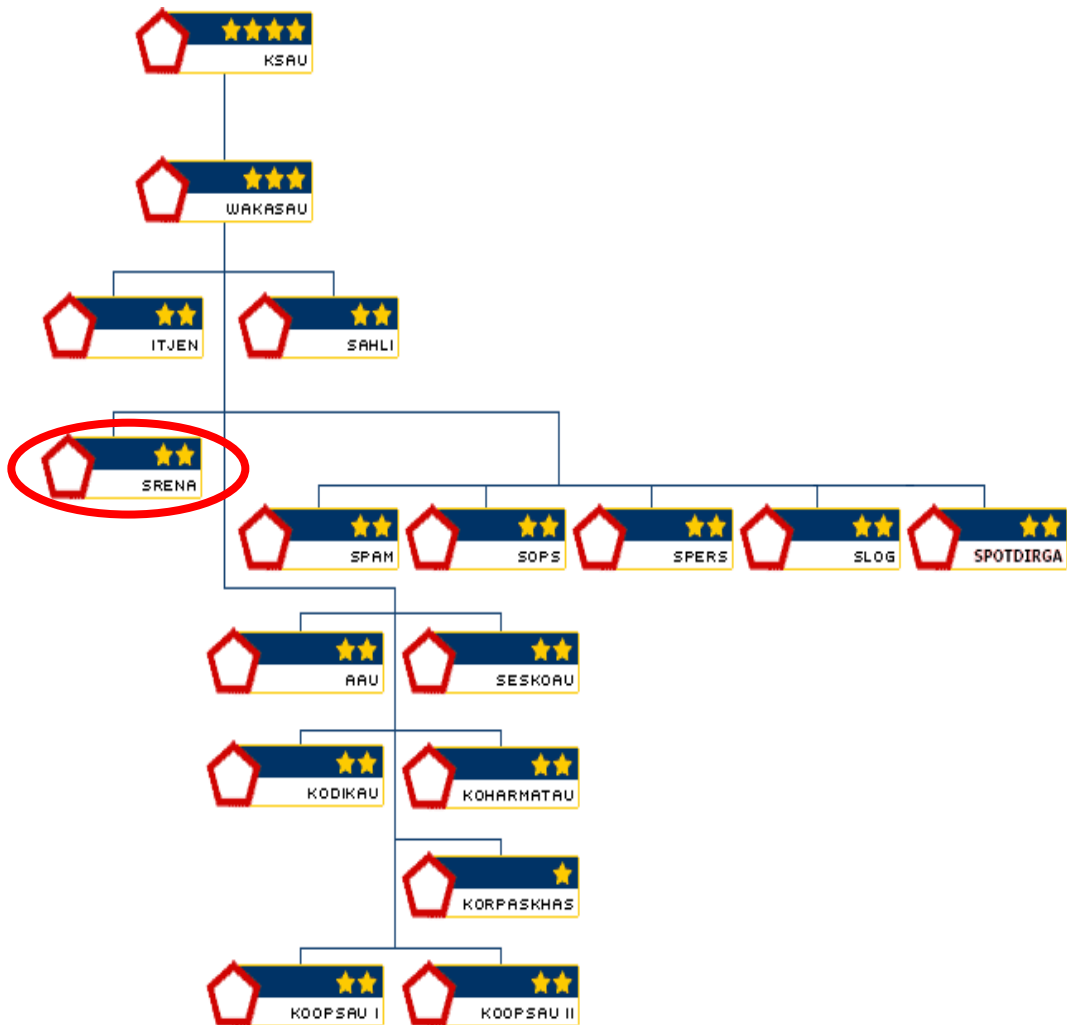 KSAU
WAKASAU
ITJEN
SAHLI
SRENA
SPAM
SOPS
SPERS
SLOG
SPOTDIRGA
AAU
SESKOAU
KODIKAU
KOHARMATAU
KORPASKHAS
KOOPSAU I
KOOPSAU II